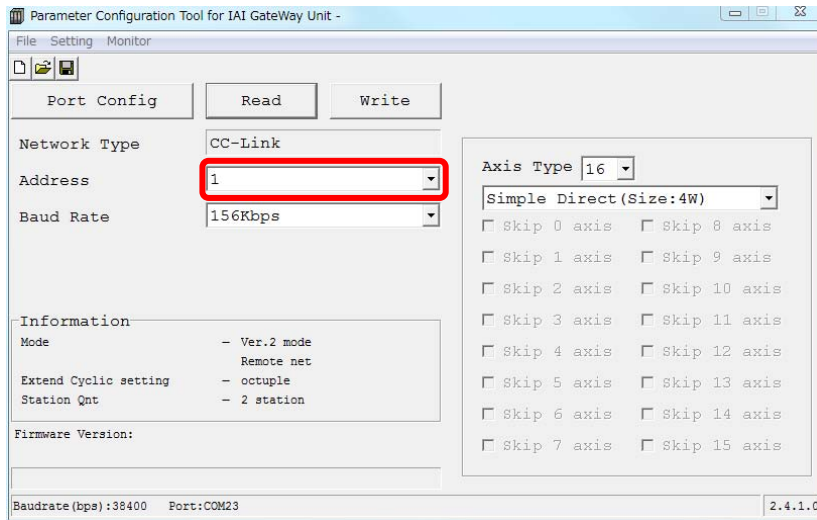 Parameter Configuration Tool for IAI GateWay Unit -
File Setting Monitor
Port Config Read Write
Network Type CC-Link
Address 1
Baud Rate 156Kbps
Axis Type 16
Simple Direct(Size:4W)
Skip 0 axis Skip 8 axis
Skip 1 axis Skip 9 axis
Skip 2 axis Skip 10 axis
Skip 3 axis Skip 11 axis
Skip 4 axis Skip 12 axis
Skip 5 axis Skip 13 axis
Skip 6 axis Skip 14 axis
Skip 7 axis Skip 15 axis
Information
Mode - Ver.2 mode
Remote net
Extend Cyclic setting - octuple
Station Qnt - 2 station
Firmware Version:
Baudrate(bps):38400 Port:COM23 2.4.1.0